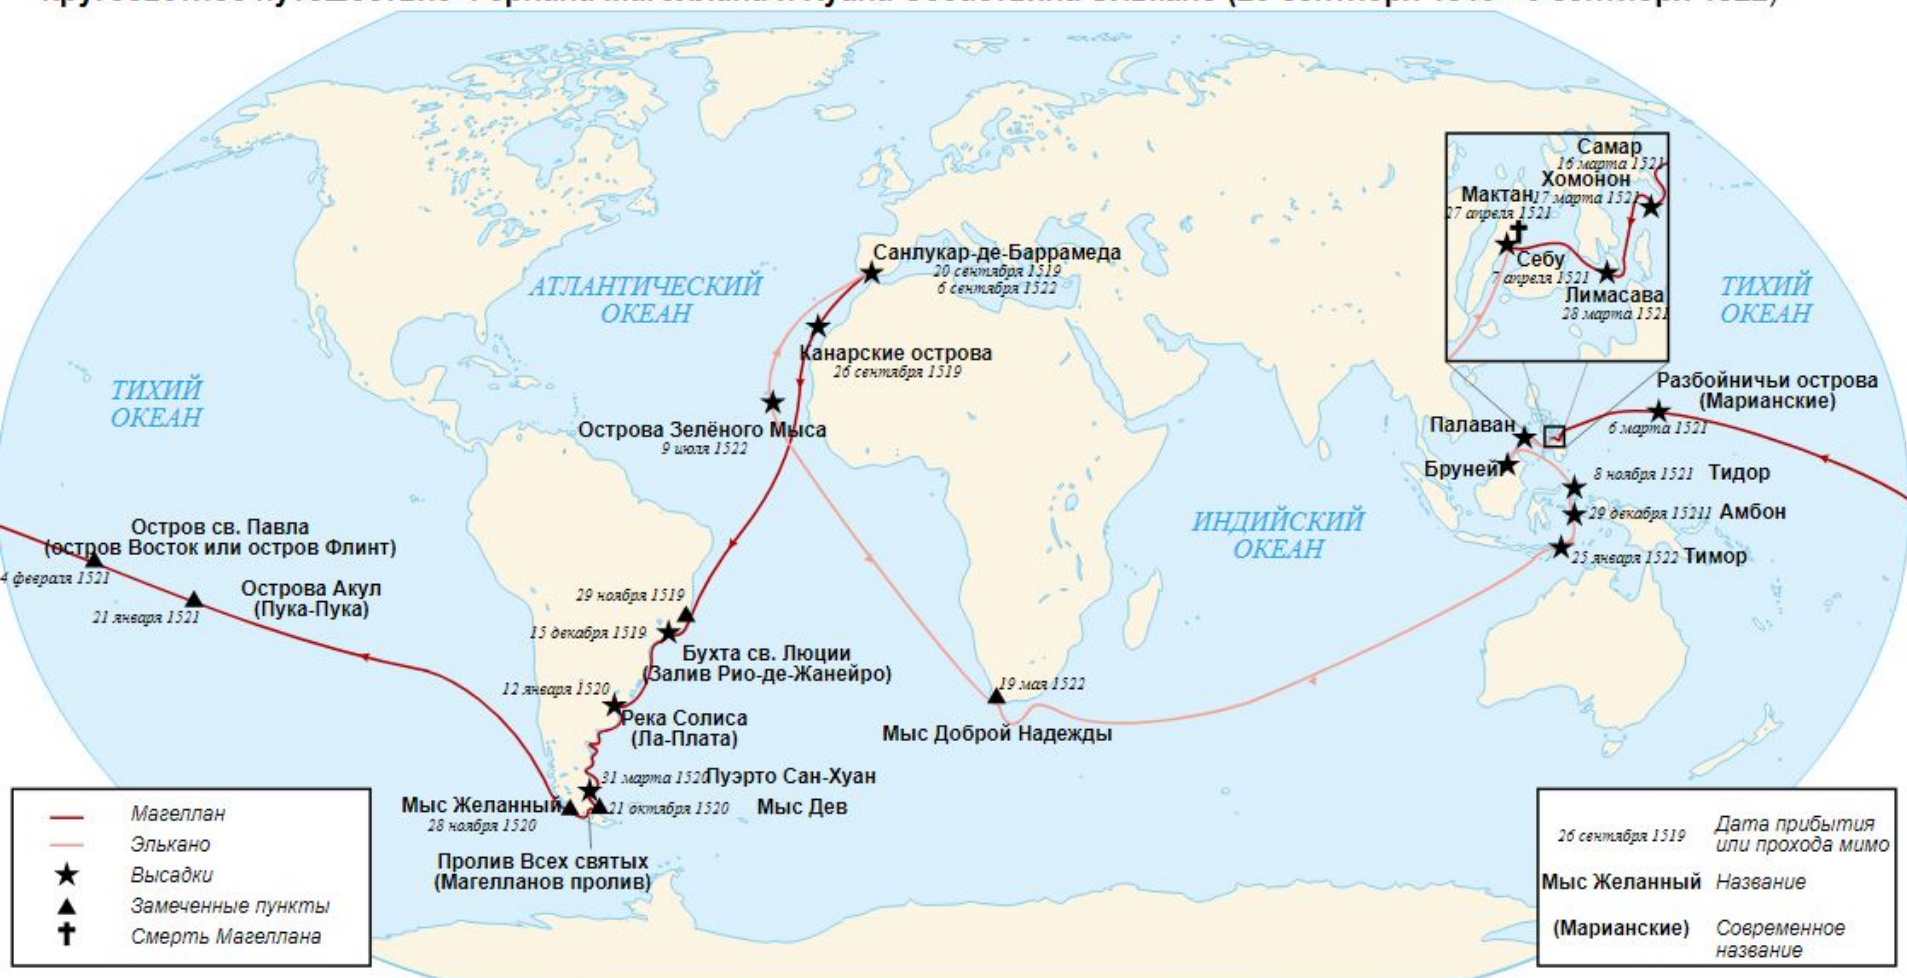 АТЛАНТИЧЕСКИЙ
ОКЕАН
ТИХИЙ
ОКЕАН
ИНДИЙСКИЙ
ОКЕАН
ТИХИЙ
ОКЕАН
Самар
16 марта 1521
Хомонон
17 марта 1521
Мактан
27 апреля 1521
Себу
7 апреля 1521
Лимасава
28 марта 1521
Санлукар-де-Баррамеда
20 сентября 1519
6 сентября 1522
Канарские острова
26 сентября 1519
Острова Зелёного Мыса
9 июля 1522
Разбойничьи острова
(Марианские)
6 марта 1521
Палаван
Бруней
8 ноября 1521 Тидор
29 декабря 15211 Амбон
25 января 1522 Тимор
Остров св. Павла
(остров Восток или остров Флинт)
4 февраля 1521
Острова Акул
(Пука-Пука)
21 января 1521
29 ноября 1519
15 декабря 1519
Бухта св. Люции
(Залив Рио-де-Жанейро)
12 января 1520
Река Солиса
(Ла-Плата)
19 мая 1522
Мыс Доброй Надежды
31 марта 1520 Пуэрто Сан-Хуан
21 октября 1520 Мыс Дев
Мыс Желанный
28 ноября 1520
Пролив Всех святых
(Магелланов пролив)
Магеллан
Элькано
Высадки
Замеченные пункты
Смерть Магеллана
26 сентября 1519 Дата прибытия
или прохода мимо
Мыс Желанный Название
(Марианские) Современное
название